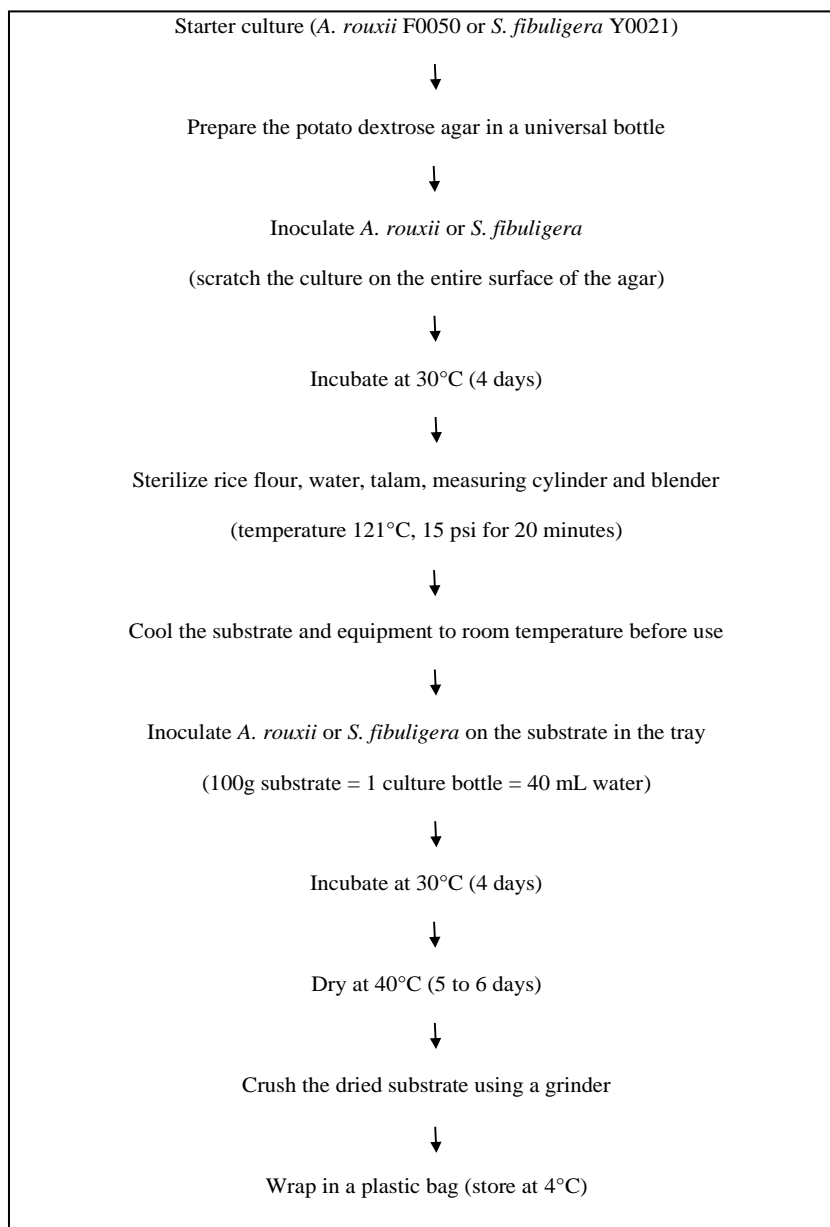 Starter culture (A. rouxii F0050 or S. fibuligera Y0021)
Prepare the potato dextrose agar in a universal bottle
Inoculate A. rouxii or S. fibuligera
(scratch the culture on the entire surface of the agar)
Incubate at 30°C (4 days)
Sterilize rice flour, water, talam, measuring cylinder and blender
(temperature 121°C, 15 psi for 20 minutes)
Cool the substrate and equipment to room temperature before use
Inoculate A. rouxii or S. fibuligera on the substrate in the tray
(100g substrate = 1 culture bottle = 40 mL water)
Incubate at 30°C (4 days)
Dry at 40°C (5 to 6 days)
Crush the dried substrate using a grinder
Wrap in a plastic bag (store at 4°C)